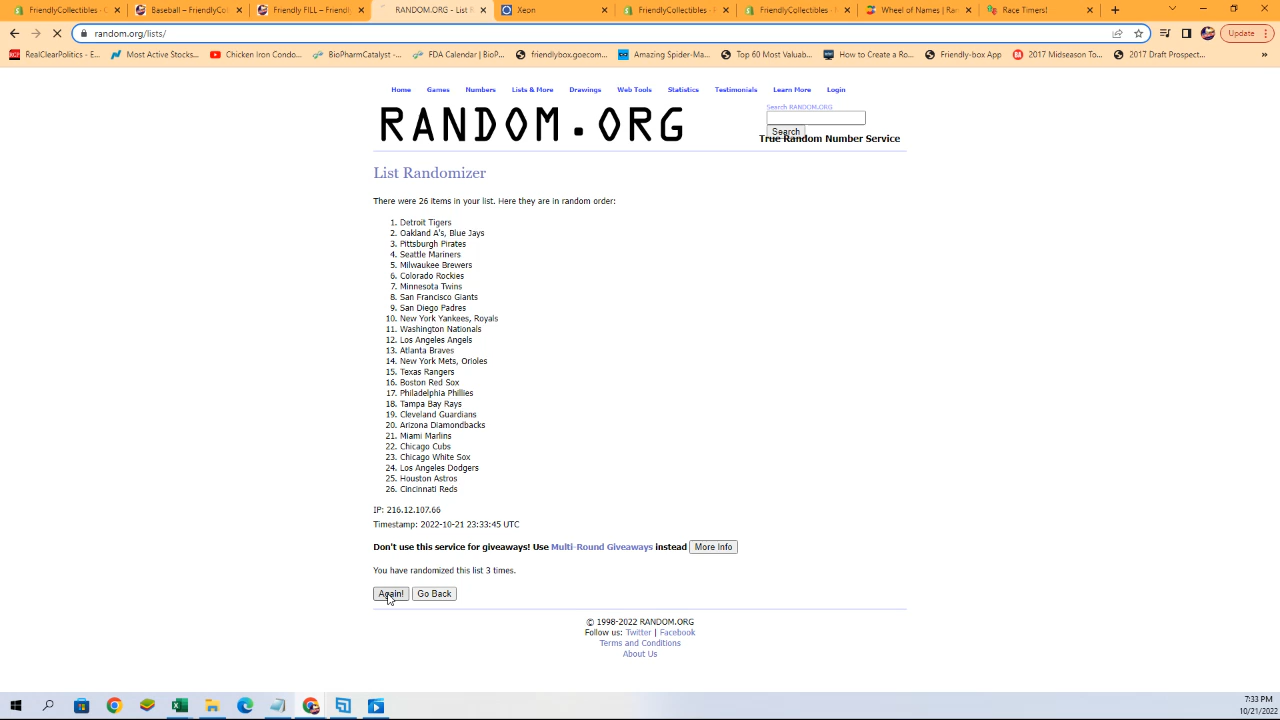 FriendlyCollectibles - C
Baseball – FriendlyCol
Friendly FILL – Friendl
RANDOM.ORG - List R
Xeon
FriendlyCollectibles -
FriendlyCollectibles -
Wheel of Names | Ra
Race Timers!
random.org/lists/
Update
RealClearPolitics - E...
Most Active Stocks...
Chicken Iron Condo...
BioPharmCatalyst -...
FDA Calendar | BioP...
friendlybox.goecom...
Amazing Spider-Ma...
Top 60 Most Valuab...
How to Create a Ro...
Friendly-box App
2017 Midseason To...
2017 Draft Prospect...
»
Home Games Numbers Lists & More Drawings Web Tools Statistics Testimonials Learn More Login
RANDOM.ORG
Search RANDOM.ORG
Search
True Random Number Service
List Randomizer
There were 26 items in your list. Here they are in random order:
1. Detroit Tigers
2. Oakland A's, Blue Jays
3. Pittsburgh Pirates
4. Seattle Mariners
5. Milwaukee Brewers
6. Colorado Rockies
7. Minnesota Twins
8. San Francisco Giants
9. San Diego Padres
10. New York Yankees, Royals
11. Washington Nationals
12. Los Angeles Angels
13. Atlanta Braves
14. New York Mets, Orioles
15. Texas Rangers
16. Boston Red Sox
17. Philadelphia Phillies
18. Tampa Bay Rays
19. Cleveland Guardians
20. Arizona Diamondbacks
21. Miami Marlins
22. Chicago Cubs
23. Chicago White Sox
24. Los Angeles Dodgers
25. Houston Astros
26. Cincinnati Reds
IP: 216.12.107.66
Timestamp: 2022-10-21 23:33:45 UTC
Don't use this service for giveaways! Use Multi-Round Giveaways instead More Info
You have randomized this list 3 times.
Again! Go Back
© 1998-2022 RANDOM.ORG
Follow us: Twitter | Facebook
Terms and Conditions
About Us
7:33 PM
10/21/2022